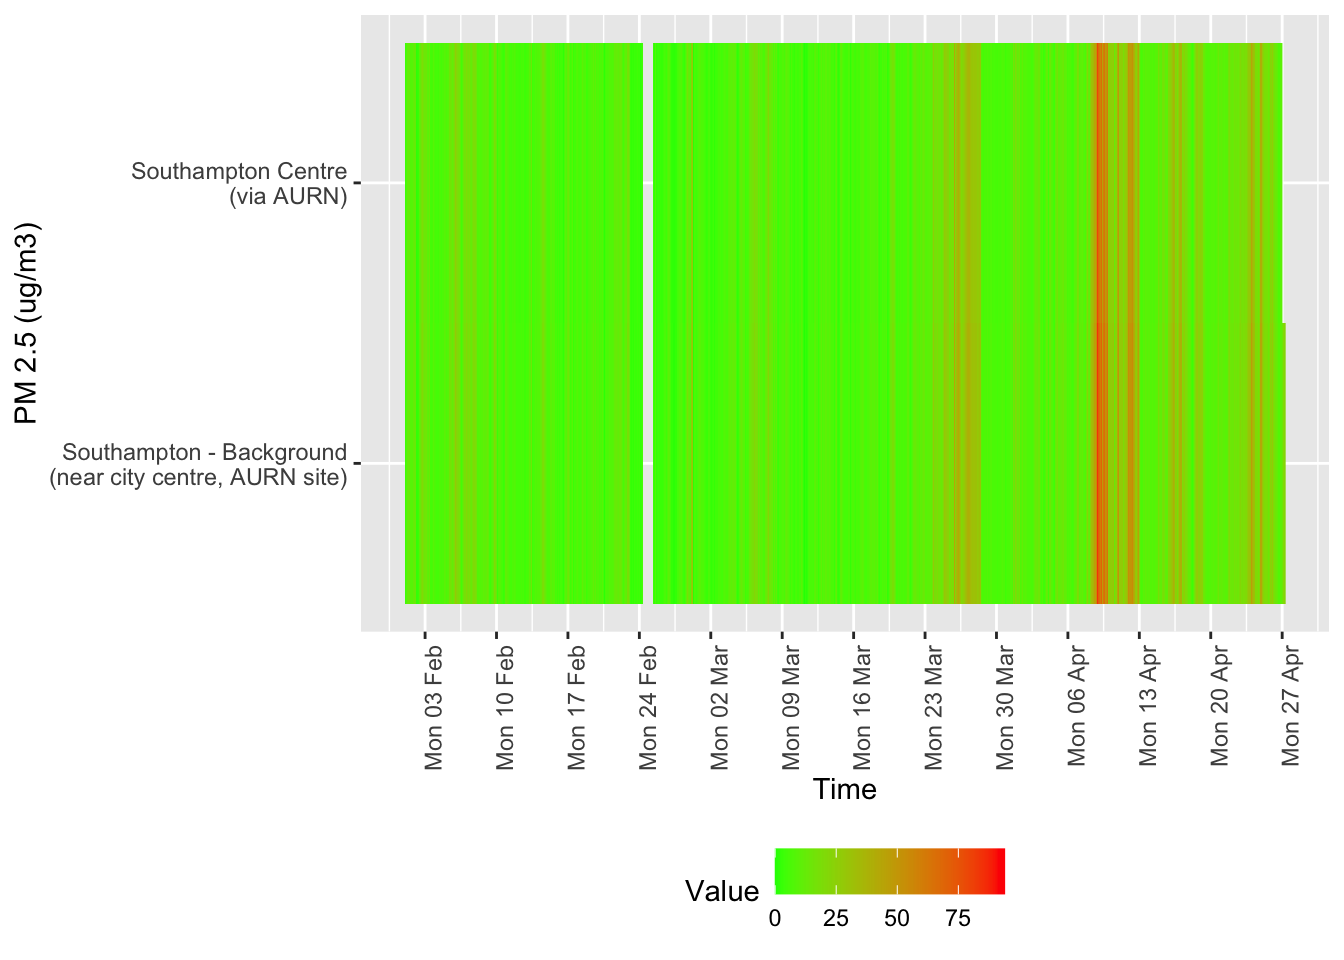 PM 2.5 (ug/m3)
Southampton Centre
(via AURN)
Southampton - Background
(near city centre, AURN site)
Mon 03 Feb
Mon 10 Feb
Mon 17 Feb
Mon 24 Feb
Mon 02 Mar
Mon 09 Mar
Mon 16 Mar
Mon 23 Mar
Mon 30 Mar
Mon 06 Apr
Mon 13 Apr
Mon 20 Apr
Mon 27 Apr
Time
Value
0 25 50 75